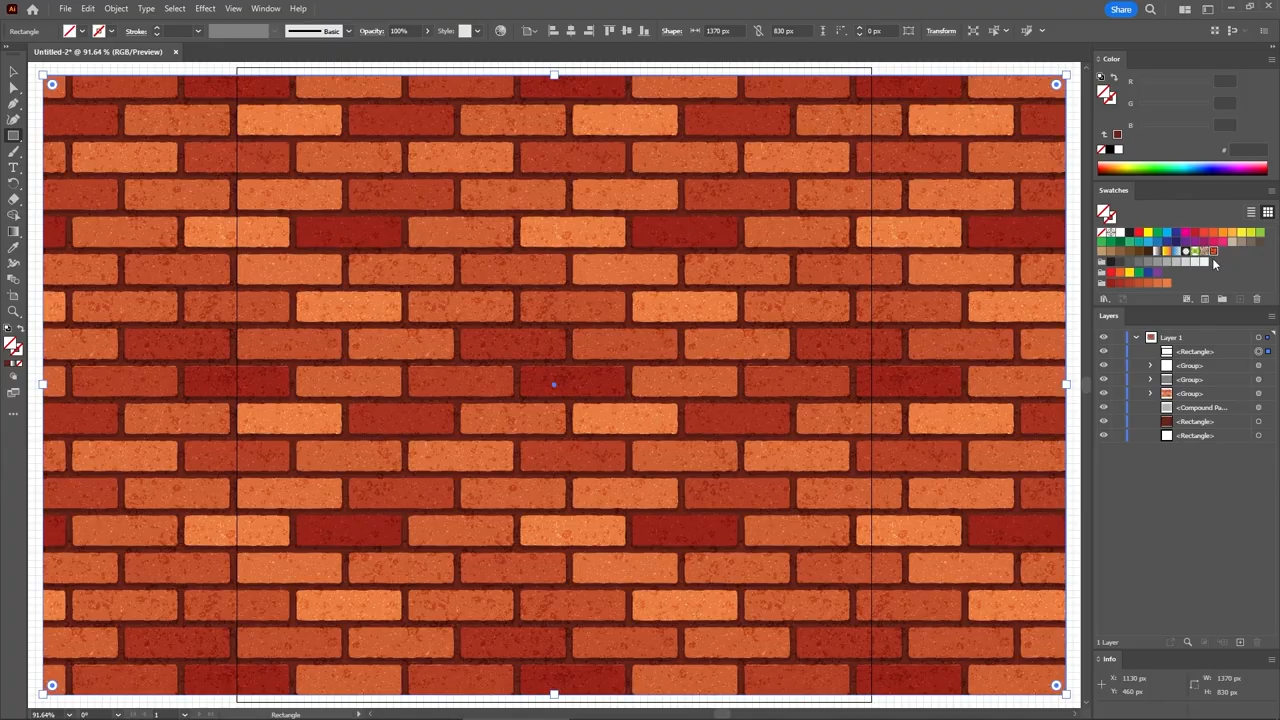 Ai File Edit Object Type Select Effect View Window Help Share
Rectangle Stroke: Basic Opacity: 100% Style: Shape: 1370 px 830 px 0 px Transform
Untitled-2* @ 91.64 % (RGB/Preview) ×
Color
R
G
B
#
Swatches
Layers
Layer 1
<Rectangle>
<Group>
<Group>
<Group>
<Compound Pa...
<Rectangle>
<Rectangle>
1 Layer
Info
X: 1130 px W: 1370 px
Y: 460 px H: 830 px
91.64% 0° 1 Rectangle